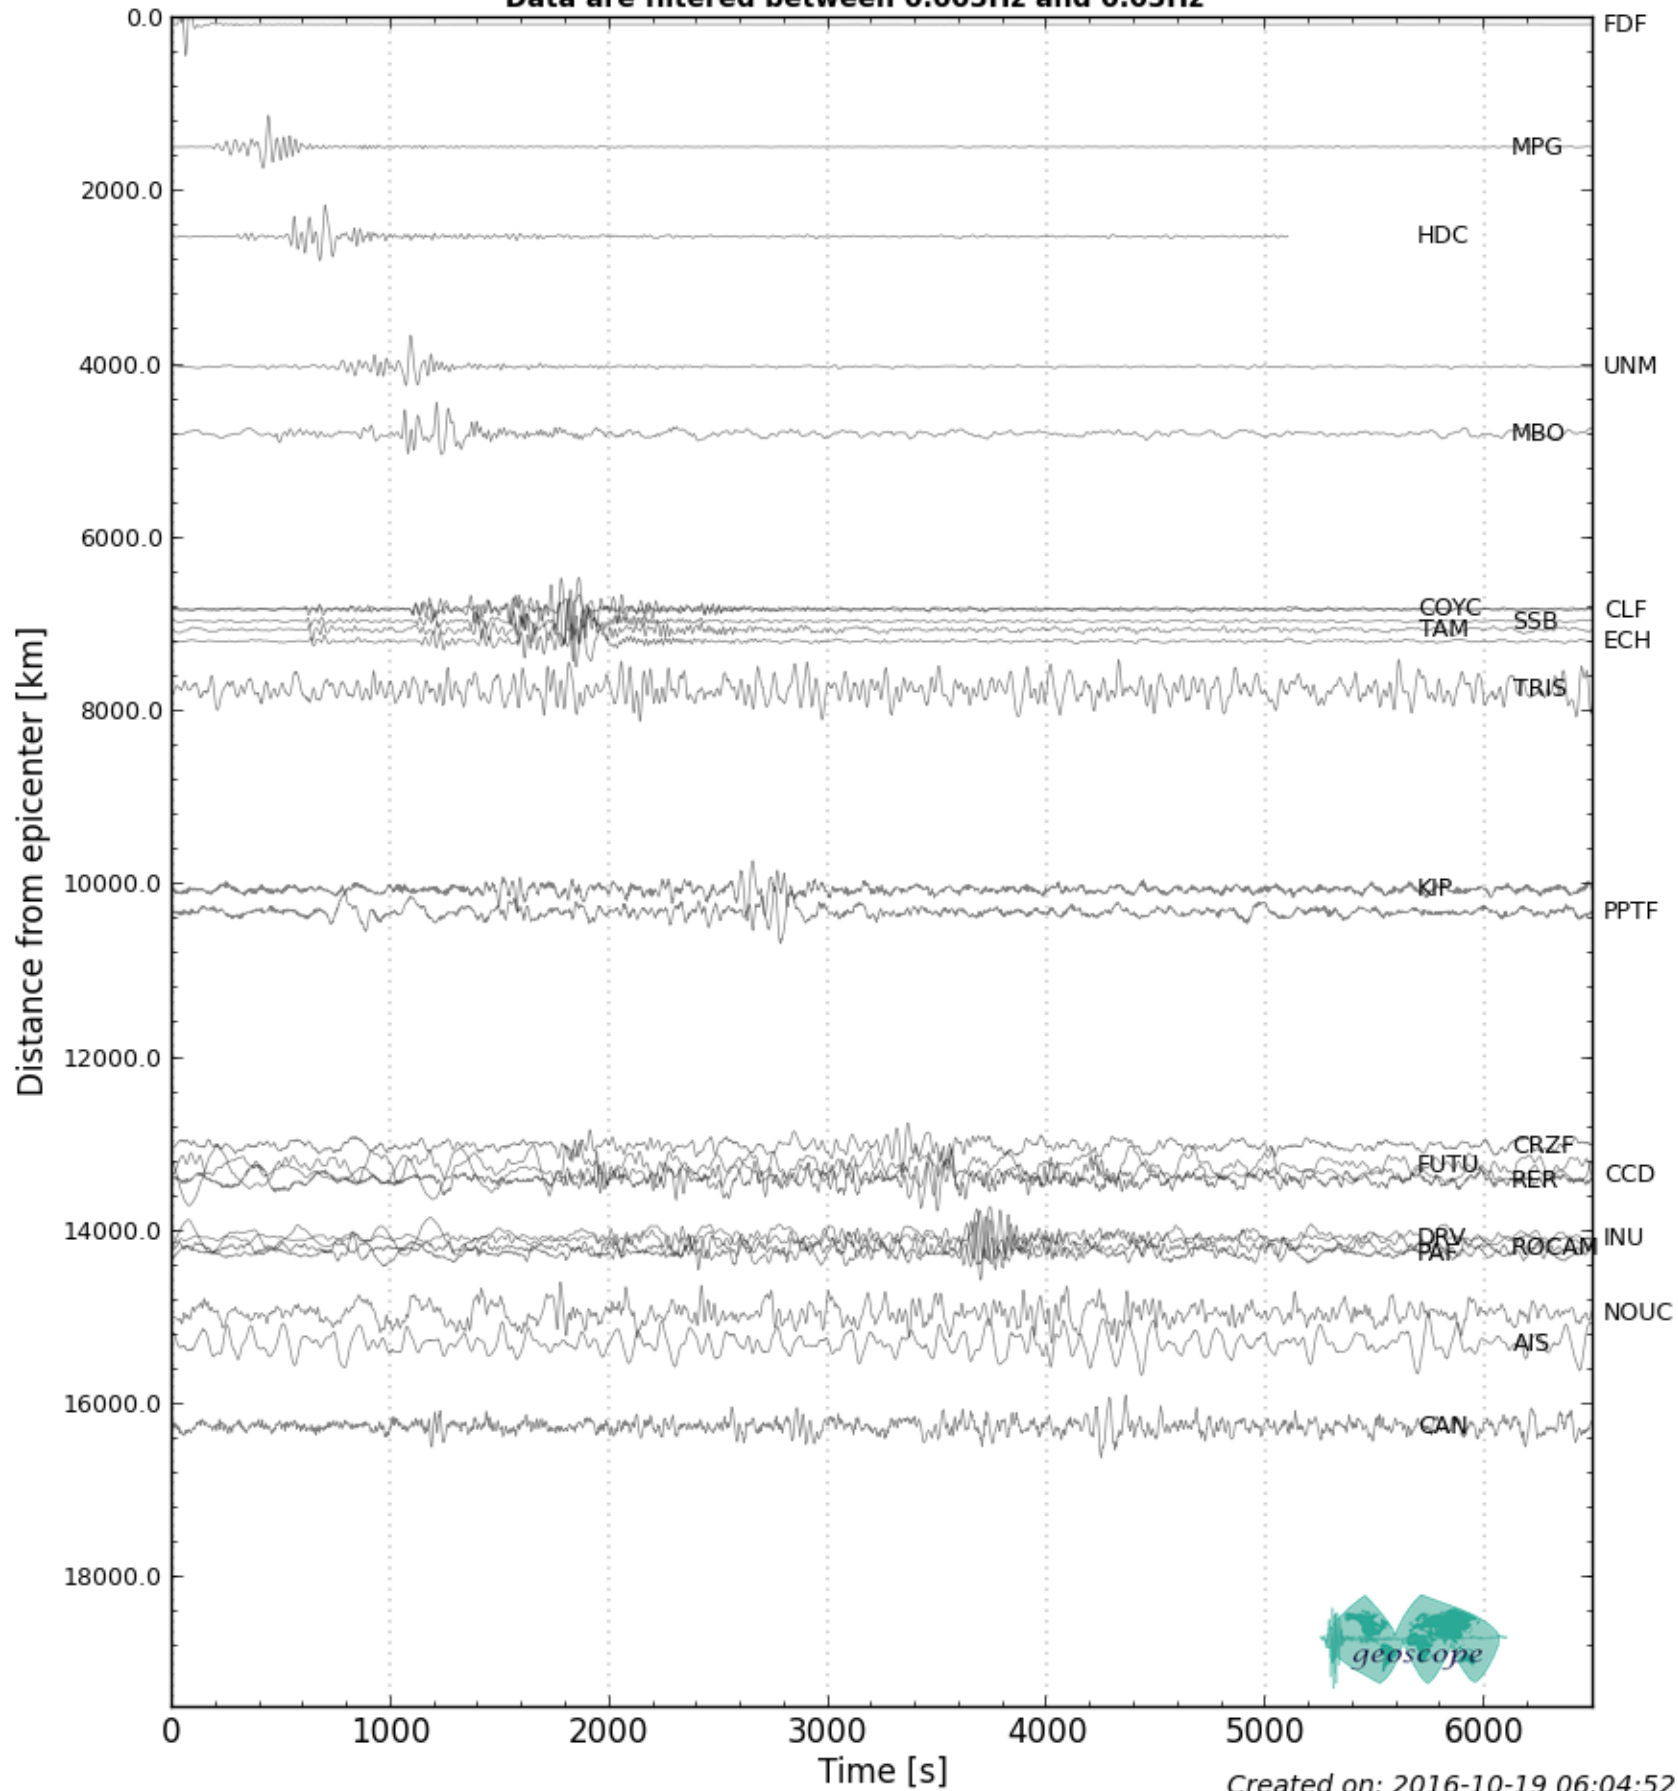 Data are filtered between 0.005Hz and 0.05Hz
0.0
FDF
MPG
2000.0
HDC
4000.0
UNM
MBO
6000.0
COYC
CLF
SSB
TAM
ECH
TRIS
8000.0
10000.0
KIP
PPTF
12000.0
CRZF
FUTU
CCD
RER
14000.0
DRV
INU
ROCAM
PAF
NOUC
AIS
16000.0
CAN
18000.0
Distance from epicenter [km]
geoscope
0 1000 2000 3000 4000 5000 6000
Time [s]
Created on: 2016-10-19 06:04:52